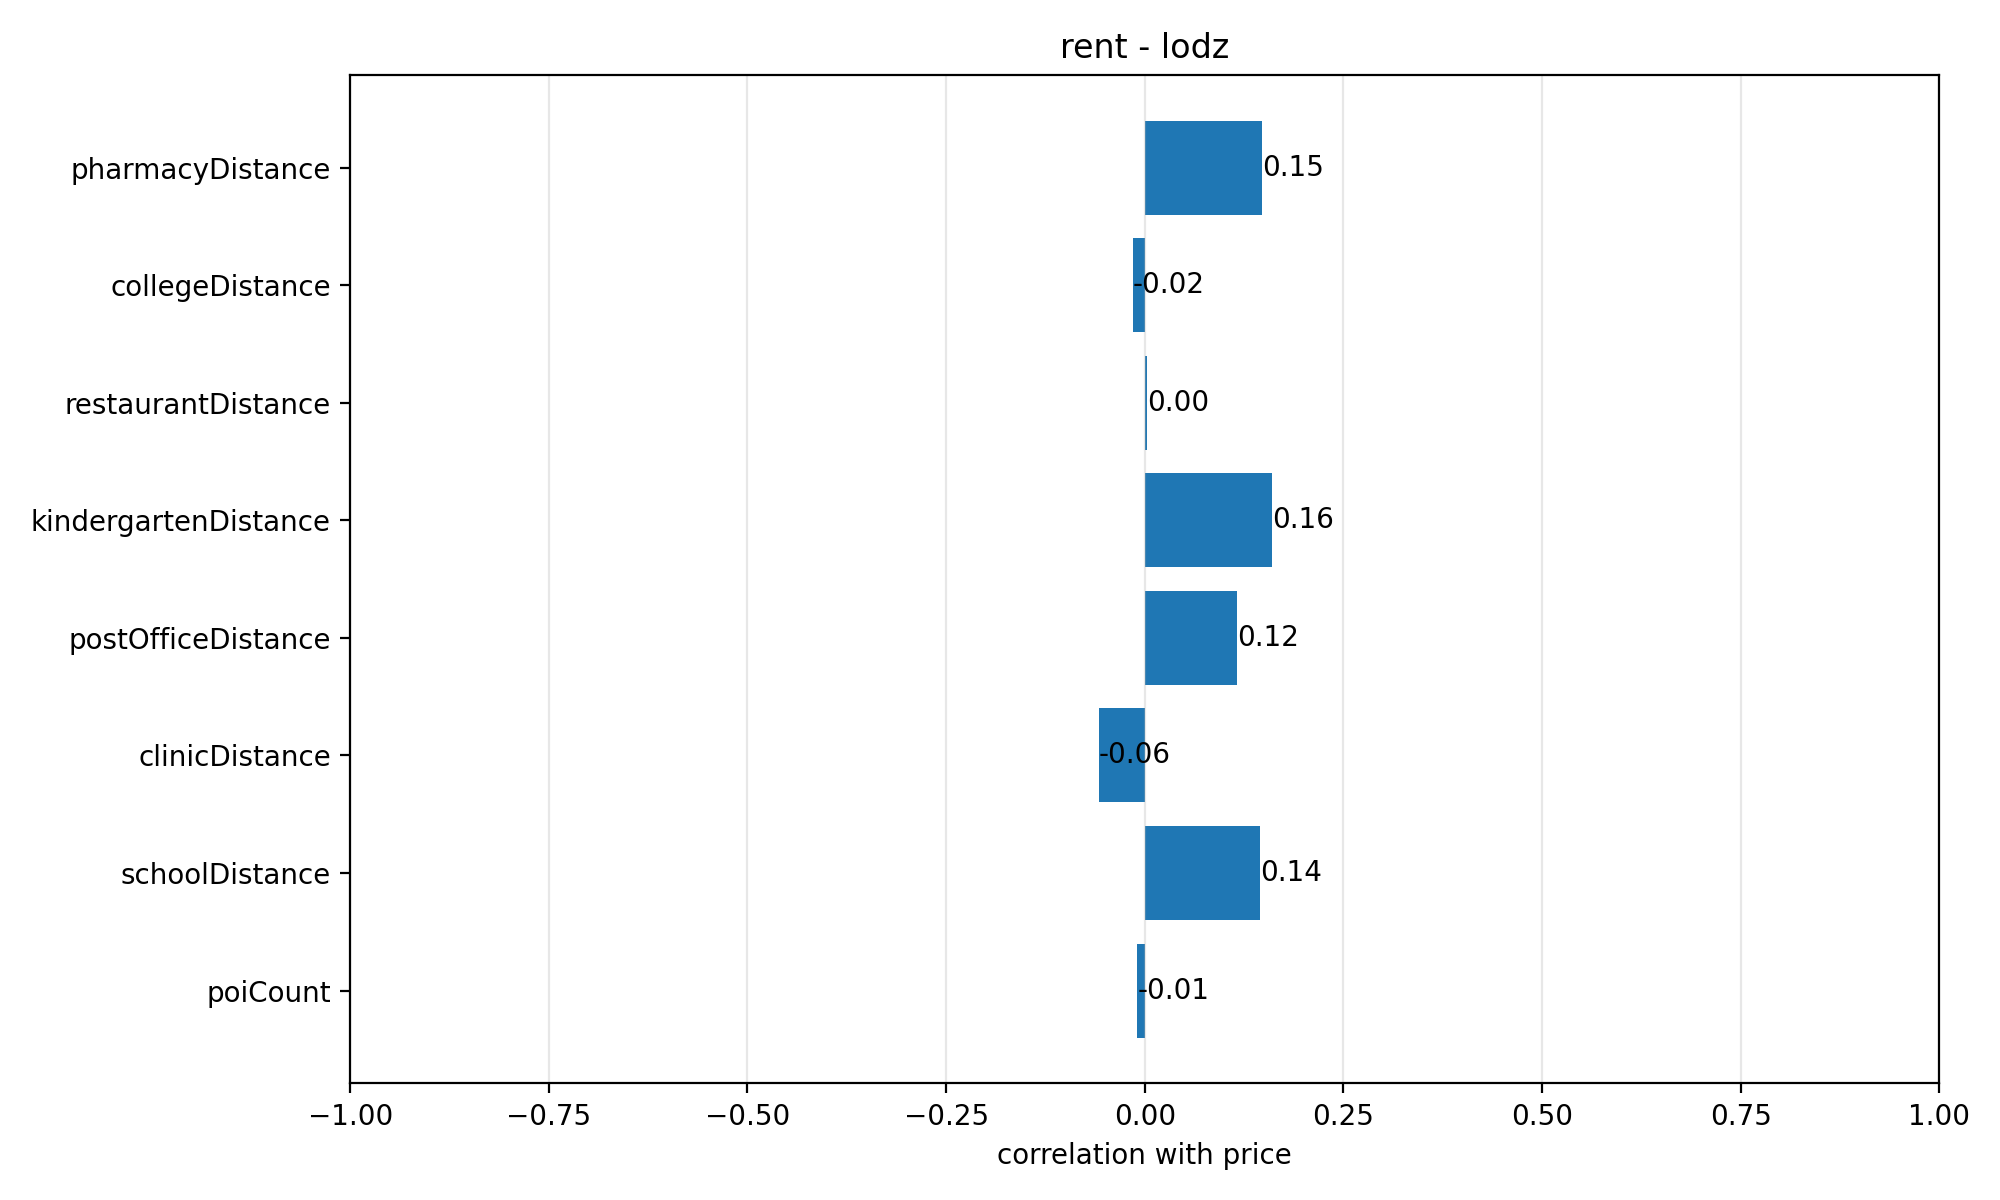 rent - lodz
pharmacyDistance
0.15
collegeDistance
-0.02
restaurantDistance
0.00
kindergartenDistance
0.16
postOfficeDistance
0.12
clinicDistance
-0.06
schoolDistance
0.14
poiCount
-0.01
−1.00 −0.75 −0.50 −0.25 0.00 0.25 0.50 0.75 1.00
correlation with price